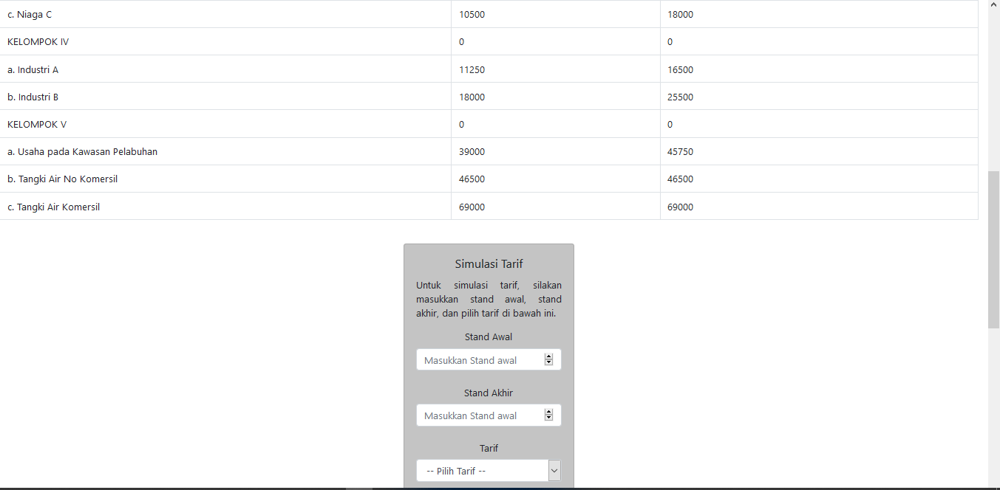 c. Niaga C 10500 18000
KELOMPOK IV 0 0
a. Industri A 11250 16500
b. Industri B 18000 25500
KELOMPOK V 0 0
a. Usaha pada Kawasan Pelabuhan 39000 45750
b. Tangki Air No Komersil 46500 46500
c. Tangki Air Komersil 69000 69000
Simulasi Tarif
Untuk simulasi tarif, silakan
masukkan stand awal, stand
akhir, dan pilih tarif di bawah ini.
Stand Awal
Masukkan Stand awal
Stand Akhir
Masukkan Stand awal
Tarif
-- Pilih Tarif --